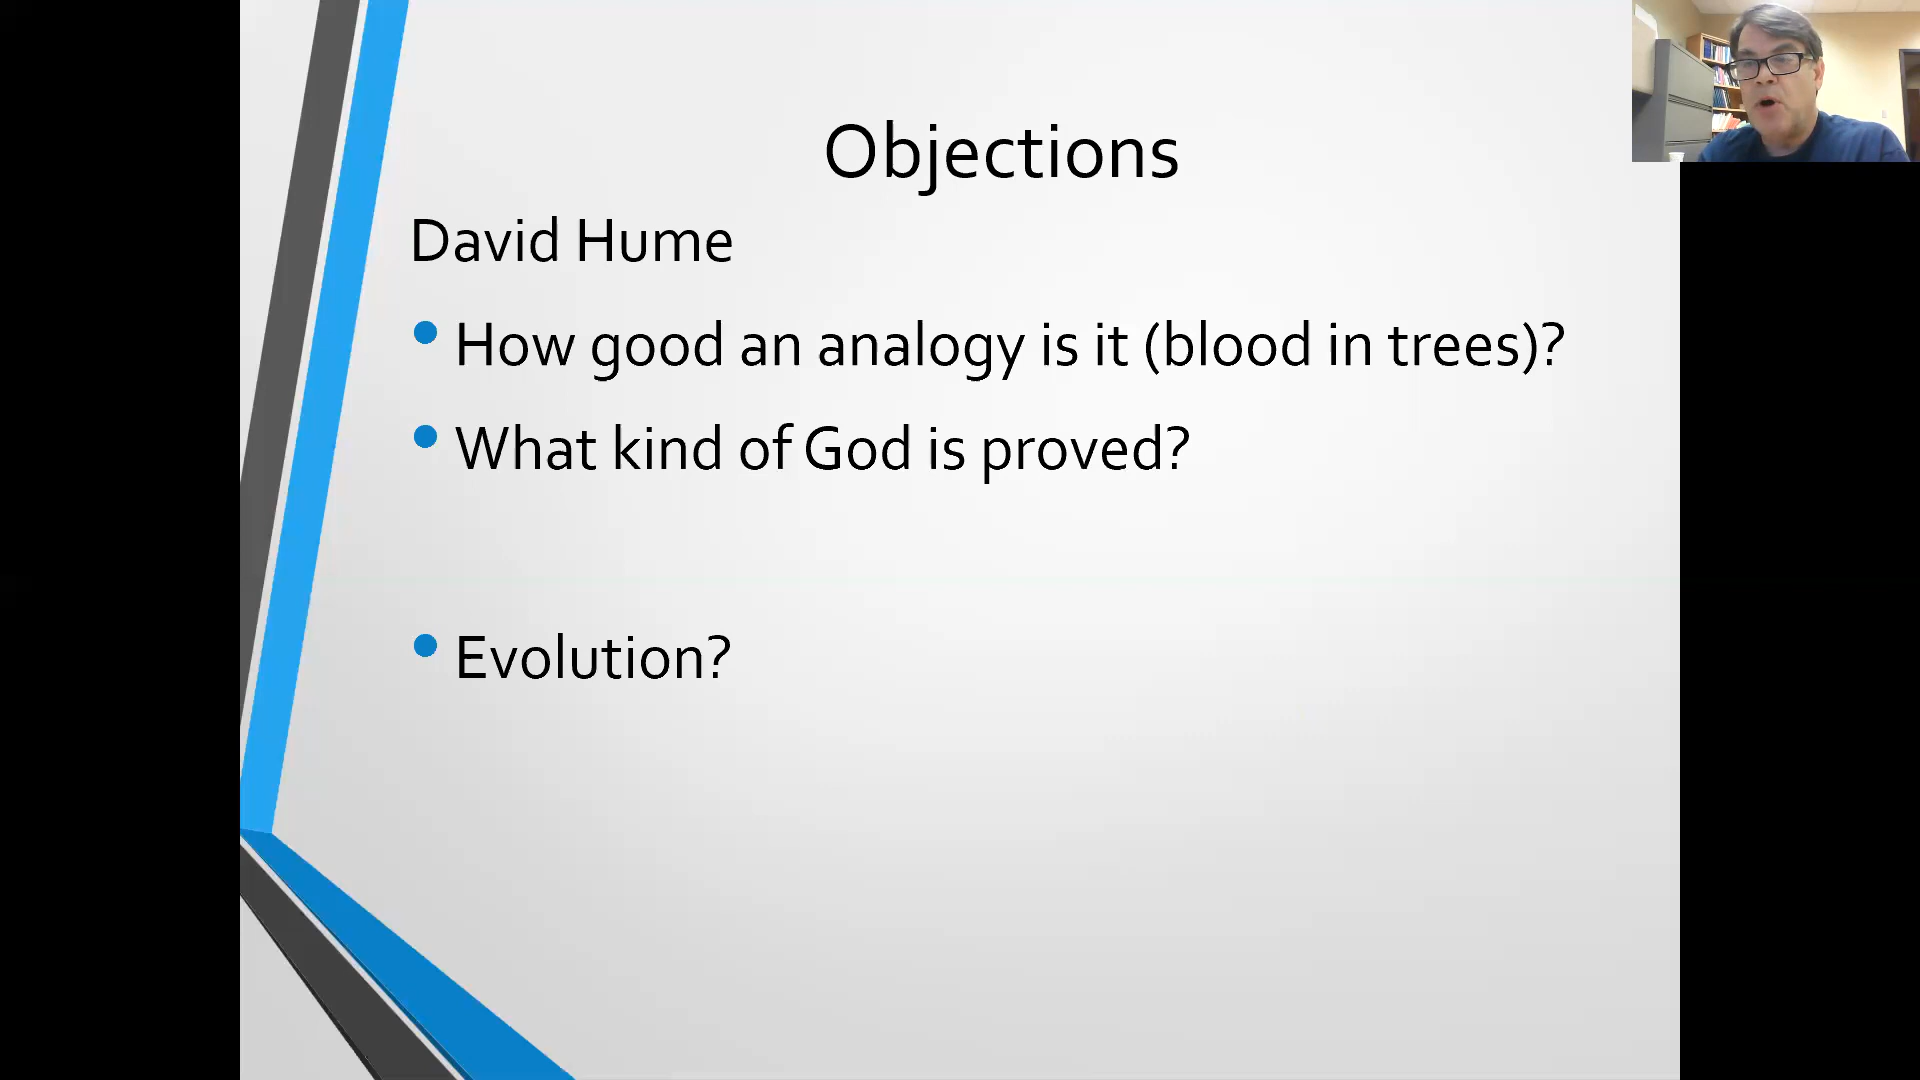 Objections
David Hume
• How good an analogy is it (blood in trees)?
• What kind of God is proved?
• Evolution?